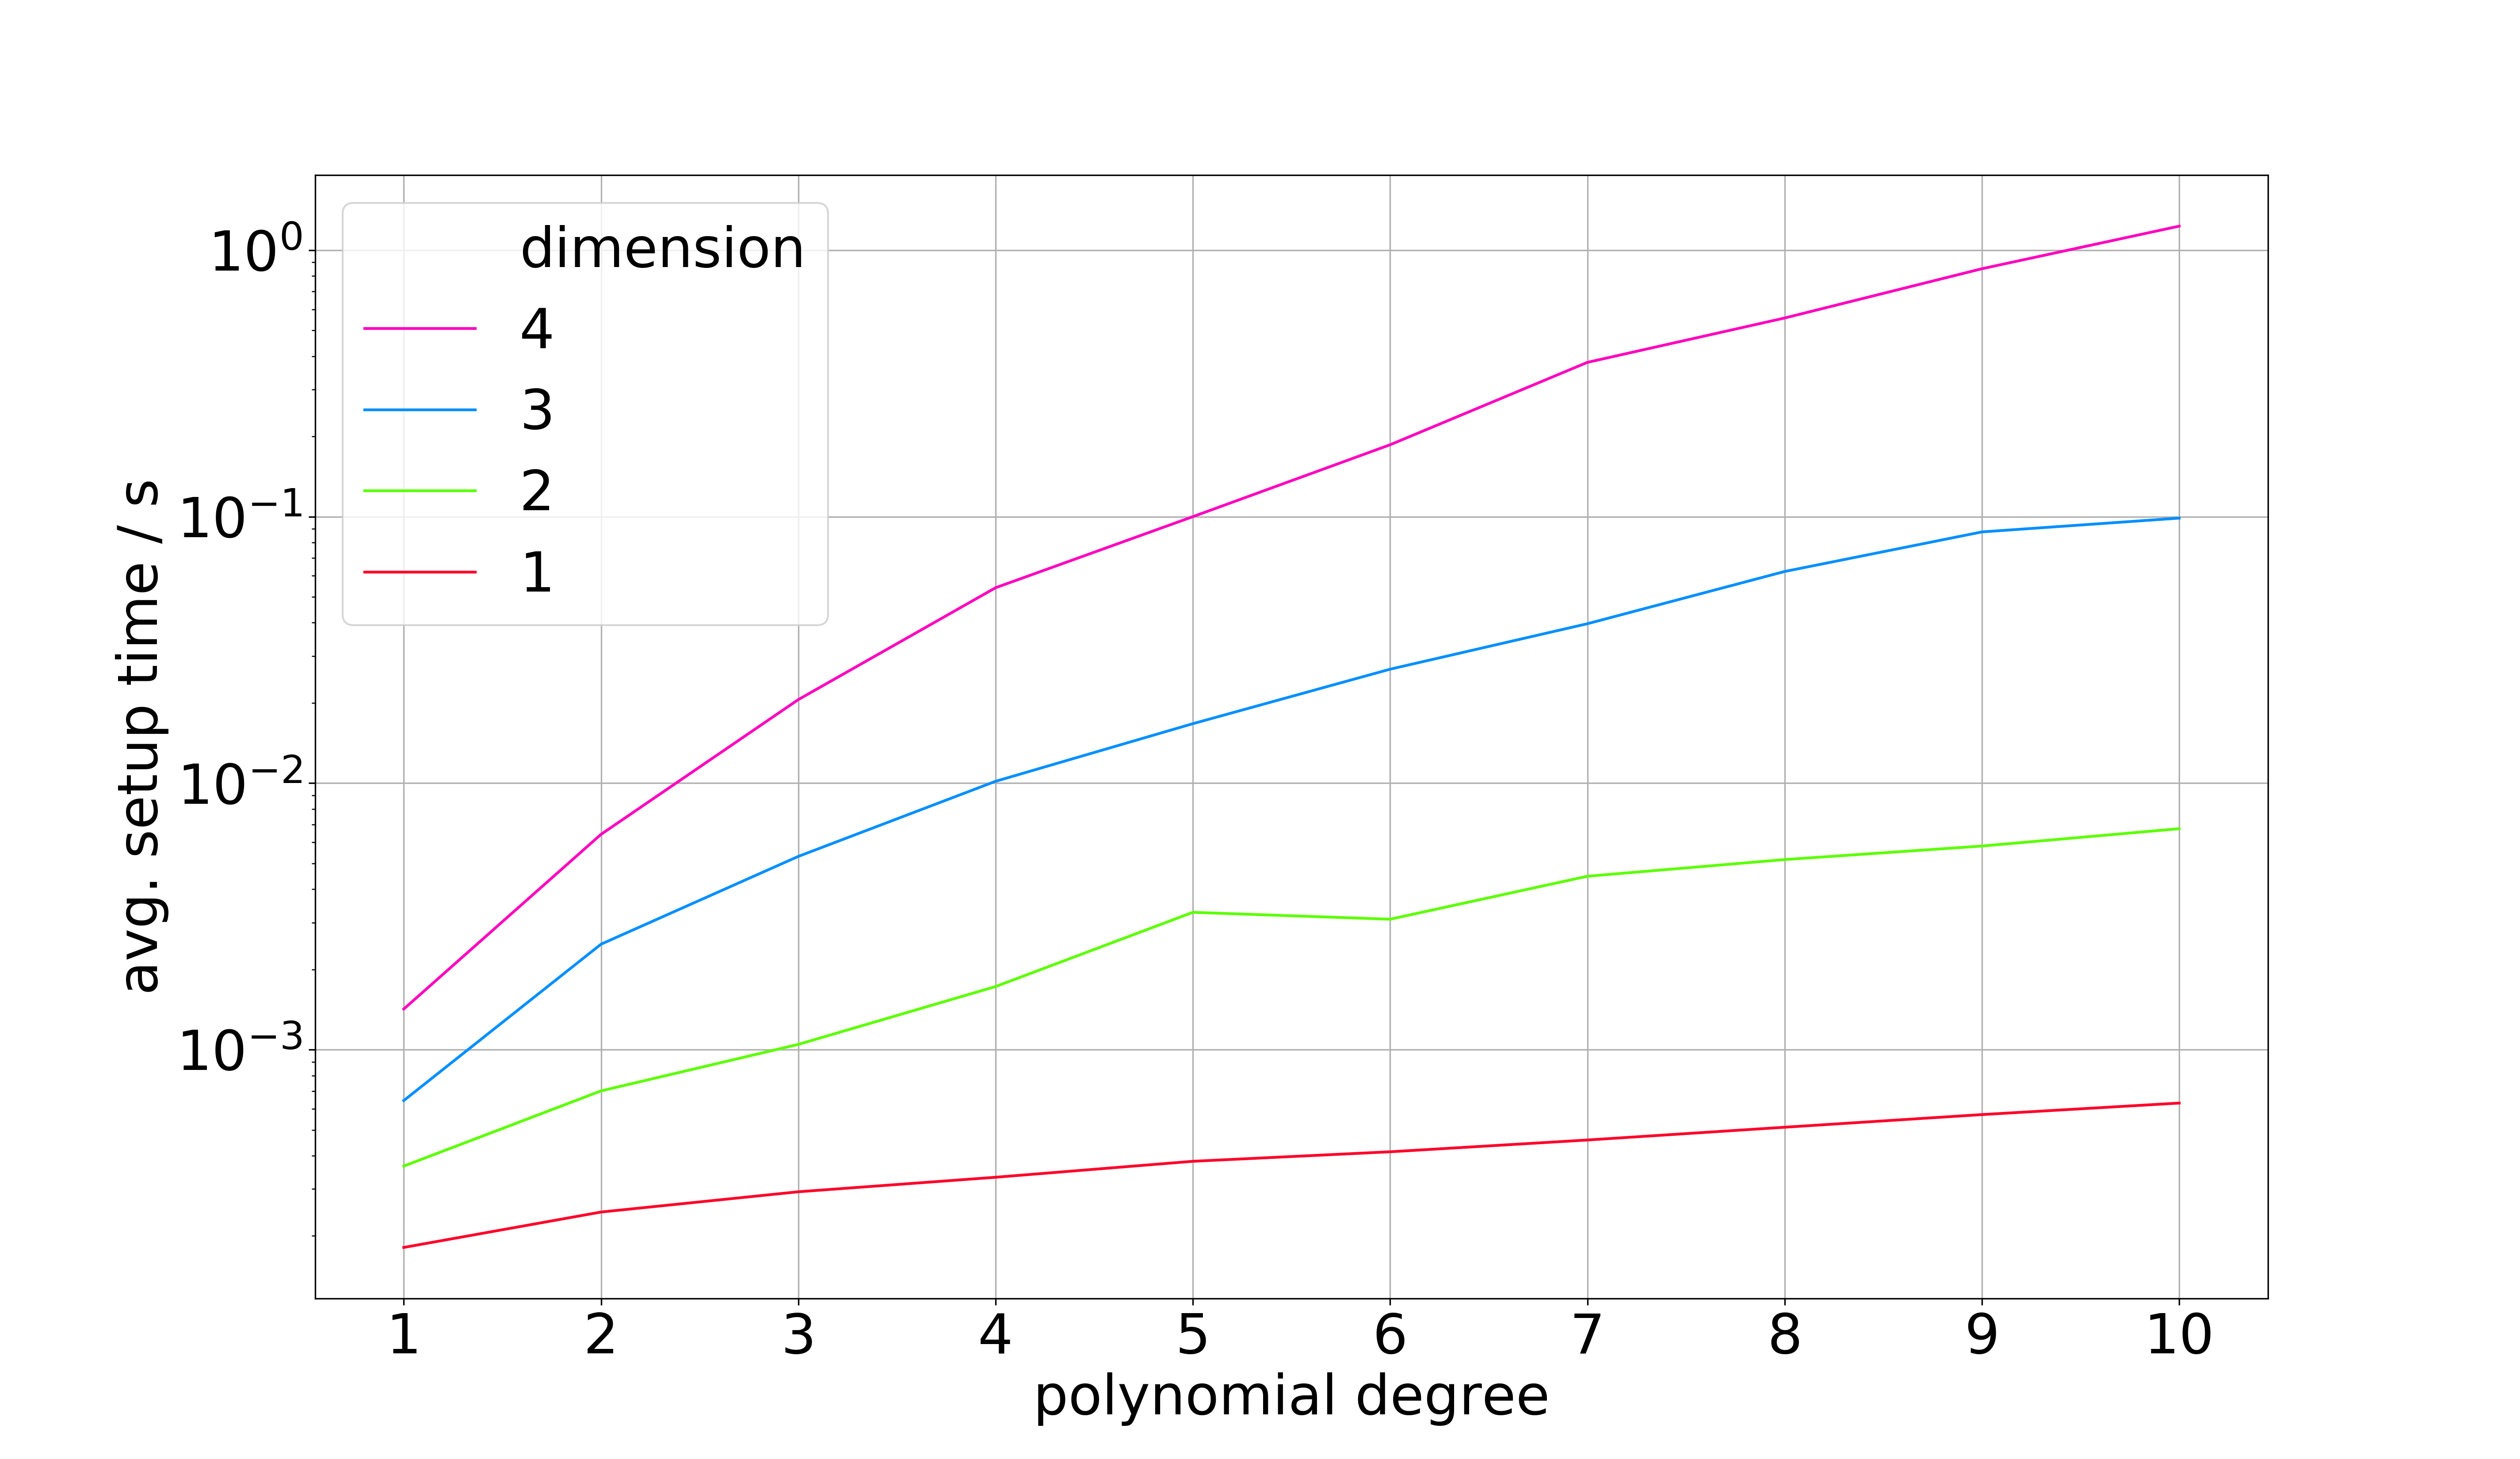 dimension
4
3
2
1
10⁰
10⁻¹
10⁻²
10⁻³
avg. setup time / s
1 2 3 4 5 6 7 8 9 10
polynomial degree